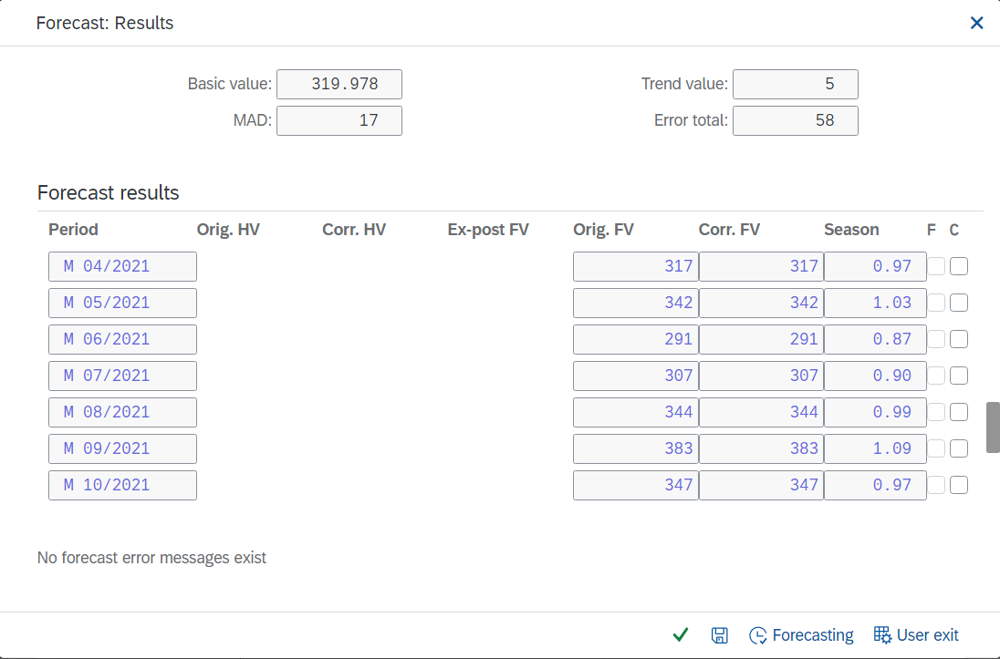 Forecast: Results
Basic value: 319.978 Trend value: 5
MAD: 17 Error total: 58
Forecast results
Period Orig. HV Corr. HV Ex-post FV Orig. FV Corr. FV Season F C
M 04/2021 317 317 0.97
M 05/2021 342 342 1.03
M 06/2021 291 291 0.87
M 07/2021 307 307 0.90
M 08/2021 344 344 0.99
M 09/2021 383 383 1.09
M 10/2021 347 347 0.97
No forecast error messages exist
Forecasting User exit